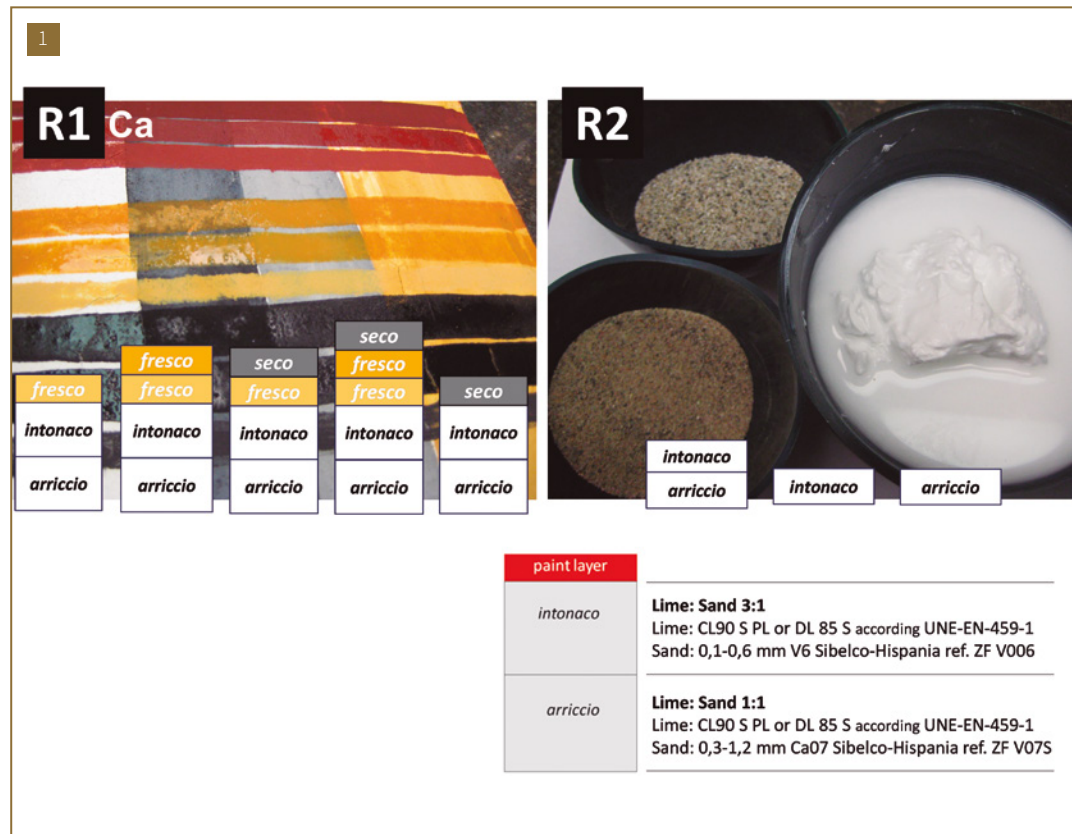 1
R1 Ca
R2
seco
fresco seco fresco
fresco fresco fresco fresco seco
intonaco intonaco intonaco intonaco intonaco
arriccio arriccio arriccio arriccio arriccio
intonaco
arriccio intonaco arriccio
paint layer
intonaco
Lime: Sand 3:1
Lime: CL90 S PL or DL 85 S according UNE-EN-459-1
Sand: 0,1-0,6 mm V6 Sibelco-Hispania ref. ZF V006
arriccio
Lime: Sand 1:1
Lime: CL90 S PL or DL 85 S according UNE-EN-459-1
Sand: 0,3-1,2 mm Ca07 Sibelco-Hispania ref. ZF V07S